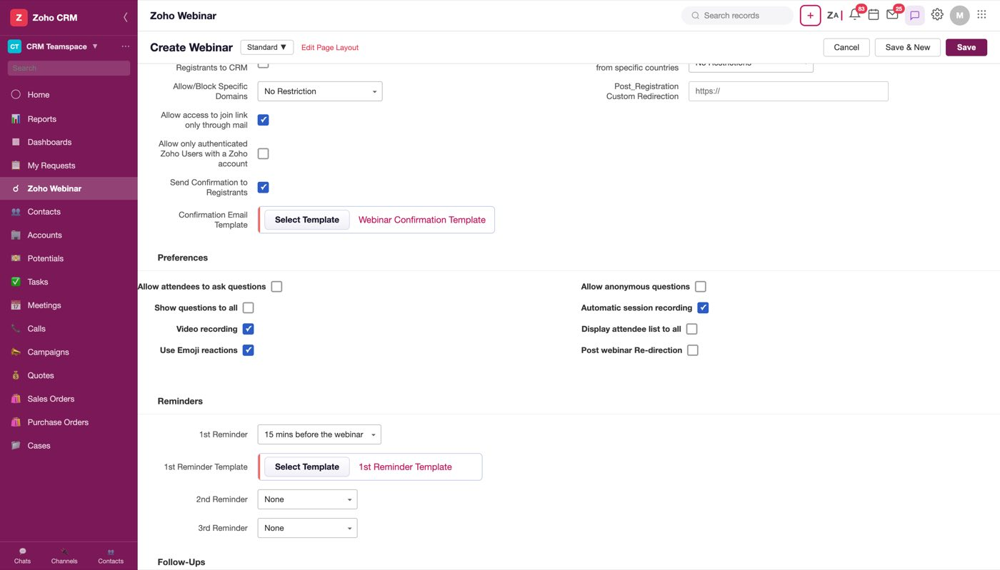 Z Zoho CRM
CT CRM Teamspace
Search
Home
Reports
Dashboards
My Requests
Zoho Webinar
Contacts
Accounts
Potentials
Tasks
Meetings
Calls
Campaigns
Quotes
Sales Orders
Purchase Orders
Cases
Chats
Channels
Contacts
Zoho Webinar
Search records
ZA
83
25
M
Create Webinar
Standard
Edit Page Layout
Cancel
Save & New
Save
Registrants to CRM
from specific countries
No Restrictions
Allow/Block Specific
Domains
No Restriction
Post_Registration
Custom Redirection
https://
Allow access to join link
only through mail
Allow only authenticated
Zoho Users with a Zoho
account
Send Confirmation to
Registrants
Confirmation Email
Template
Select Template
Webinar Confirmation Template
Preferences
Allow attendees to ask questions
Allow anonymous questions
Show questions to all
Automatic session recording
Video recording
Display attendee list to all
Use Emoji reactions
Post webinar Re-direction
Reminders
1st Reminder
15 mins before the webinar
1st Reminder Template
Select Template
1st Reminder Template
2nd Reminder
None
3rd Reminder
None
Follow-Ups